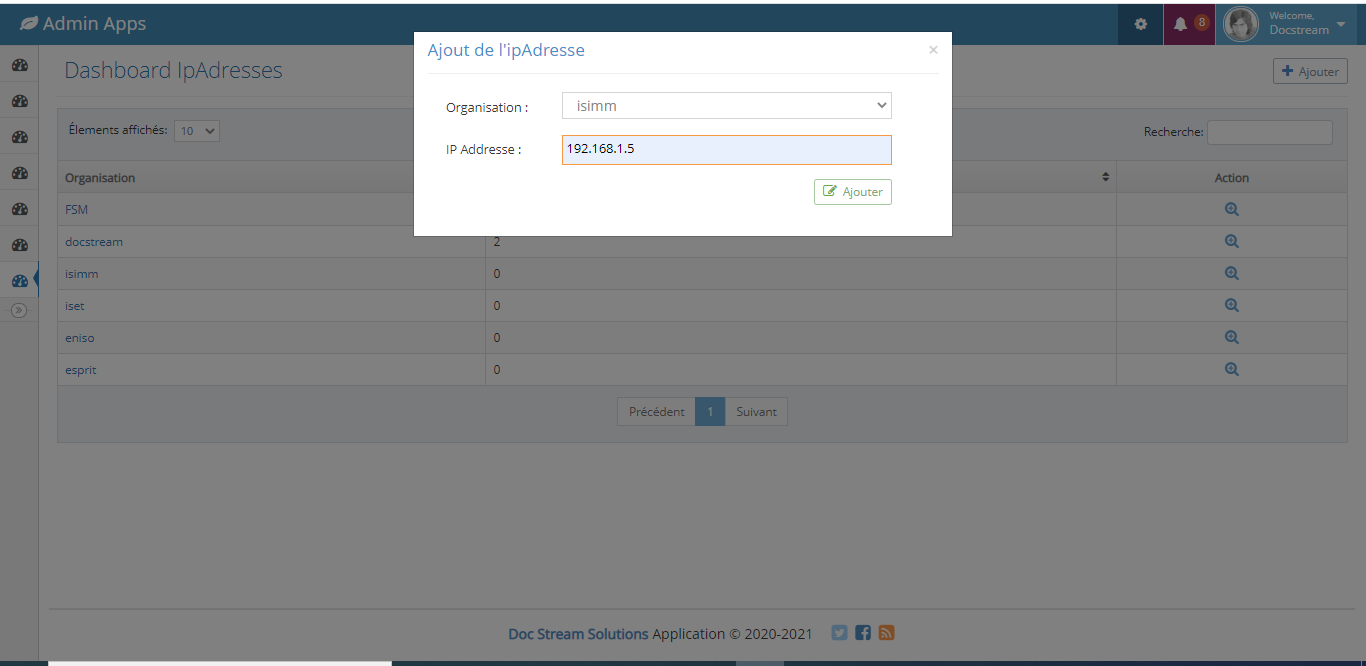 Admin Apps
8
Welcome,
Docstream
Dashboard IpAdresses
Ajouter
Ajout de l'ipAdresse
×
Organisation :
isimm
IP Addresse :
192.168.1.5
Ajouter
Élements affichés: 10
Recherche:
Organisation
Action
FSM
docstream 2
isimm 0
iset 0
eniso 0
esprit 0
Précédent 1 Suivant
Doc Stream Solutions Application © 2020-2021